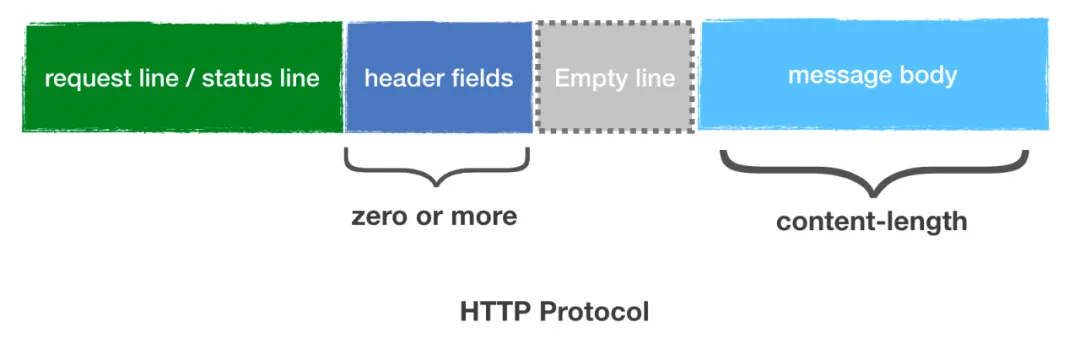 request line / status line
header fields
Empty line
message body
zero or more
content-length
HTTP Protocol